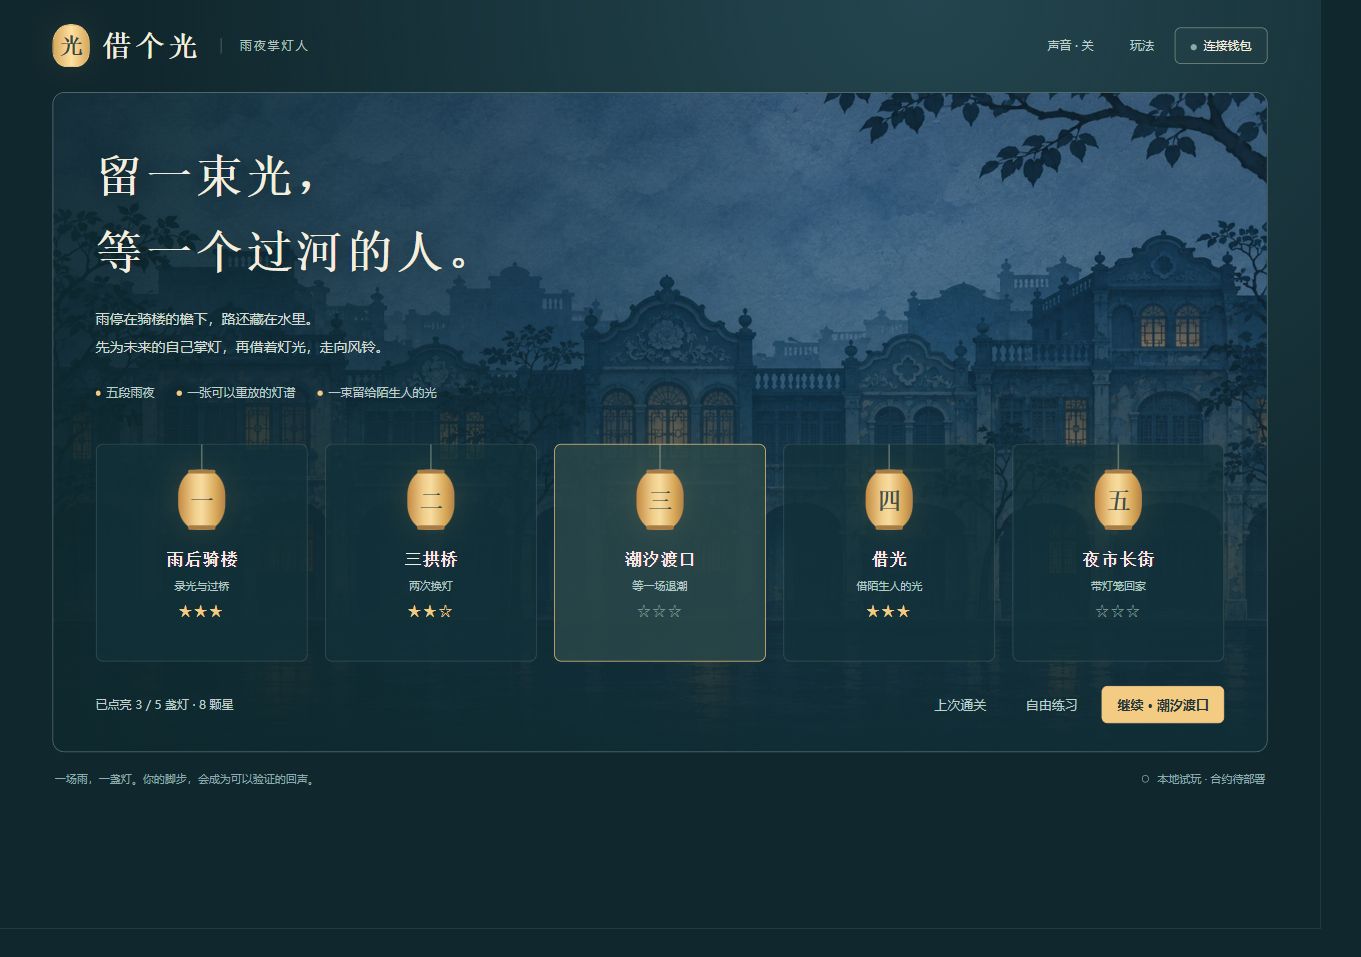 光 借个光 雨夜掌灯人 声音 · 关 玩法 连接钱包
留一束光，
等一个过河的人。
雨停在骑楼的檐下，路还藏在水里。
先为未来的自己掌灯，再借着灯光，走向风铃。
五段雨夜 一张可以重放的灯谱 一束留给陌生人的光
一
雨后骑楼
录光与过桥
★★★
二
三拱桥
两次换灯
★★☆
三
潮汐渡口
等一场退潮
☆☆☆
四
借光
借陌生人的光
★★★
五
夜市长街
带灯笼回家
☆☆☆
已点亮 3 / 5 盏灯 · 8 颗星 上次通关 自由练习 继续 · 潮汐渡口
一场雨，一盏灯。你的脚步，会成为可以验证的回声。 本地试玩 · 合约待部署